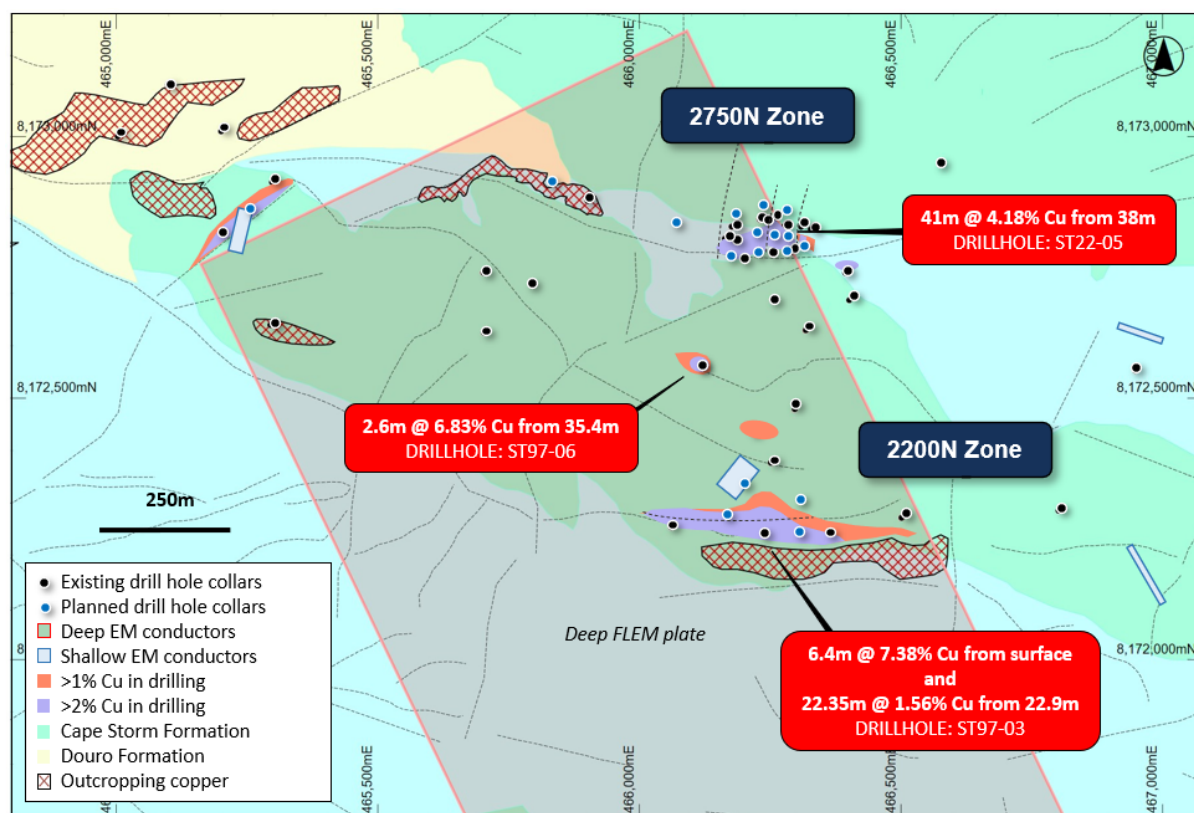 465,000mE
465,500mE
466,000mE
466,500mE
467,000mE
8,173,000mN
8,173,000mN
2750N Zone
41m @ 4.18% Cu from 38m
DRILLHOLE: ST22-05
8,172,500mN
8,172,500mN
2.6m @ 6.83% Cu from 35.4m
DRILLHOLE: ST97-06
2200N Zone
250m
Existing drill hole collars
Planned drill hole collars
Deep EM conductors
Shallow EM conductors
>1% Cu in drilling
>2% Cu in drilling
Cape Storm Formation
Douro Formation
Outcropping copper
Deep FLEM plate
6.4m @ 7.38% Cu from surface
and
22.35m @ 1.56% Cu from 22.9m
DRILLHOLE: ST97-03
8,172,000mN
465,500mE
466,000mE
466,500mE
467,000mE